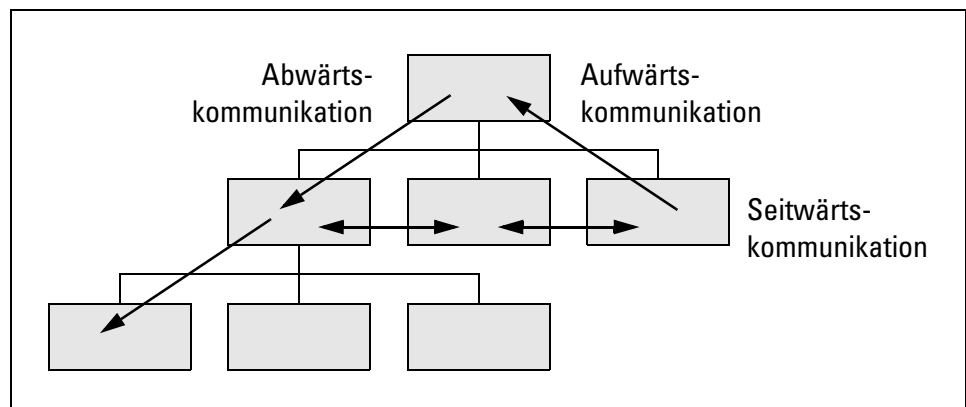 Abwärts-
kommunikation
Aufwärts-
kommunikation
Seitwärts-
kommunikation